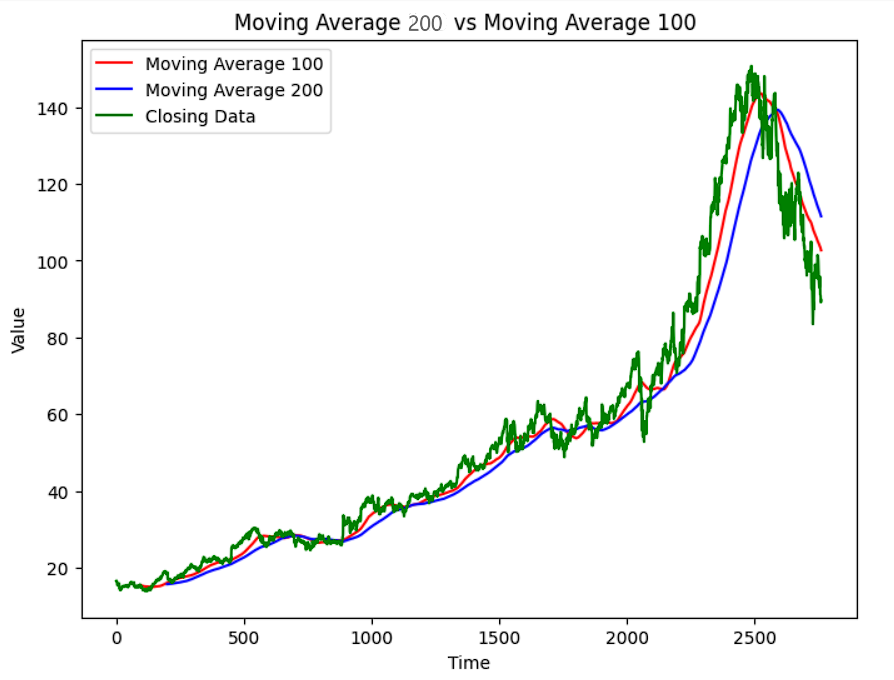 Moving Average 200 vs Moving Average 100
Moving Average 100
Moving Average 200
Closing Data
140
120
100
80
60
40
20
Value
0 500 1000 1500 2000 2500
Time